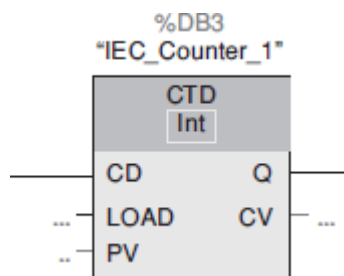 %DB3
"IEC_Counter_1"
CTD
Int
CD Q
... LOAD CV ...
.. PV